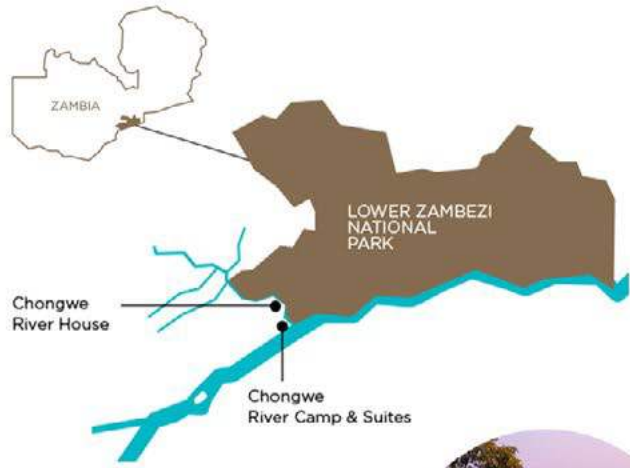 ZAMBIA
LOWER ZAMBEZI
NATIONAL
PARK
Chongwe
River House
Chongwe
River Camp & Suites